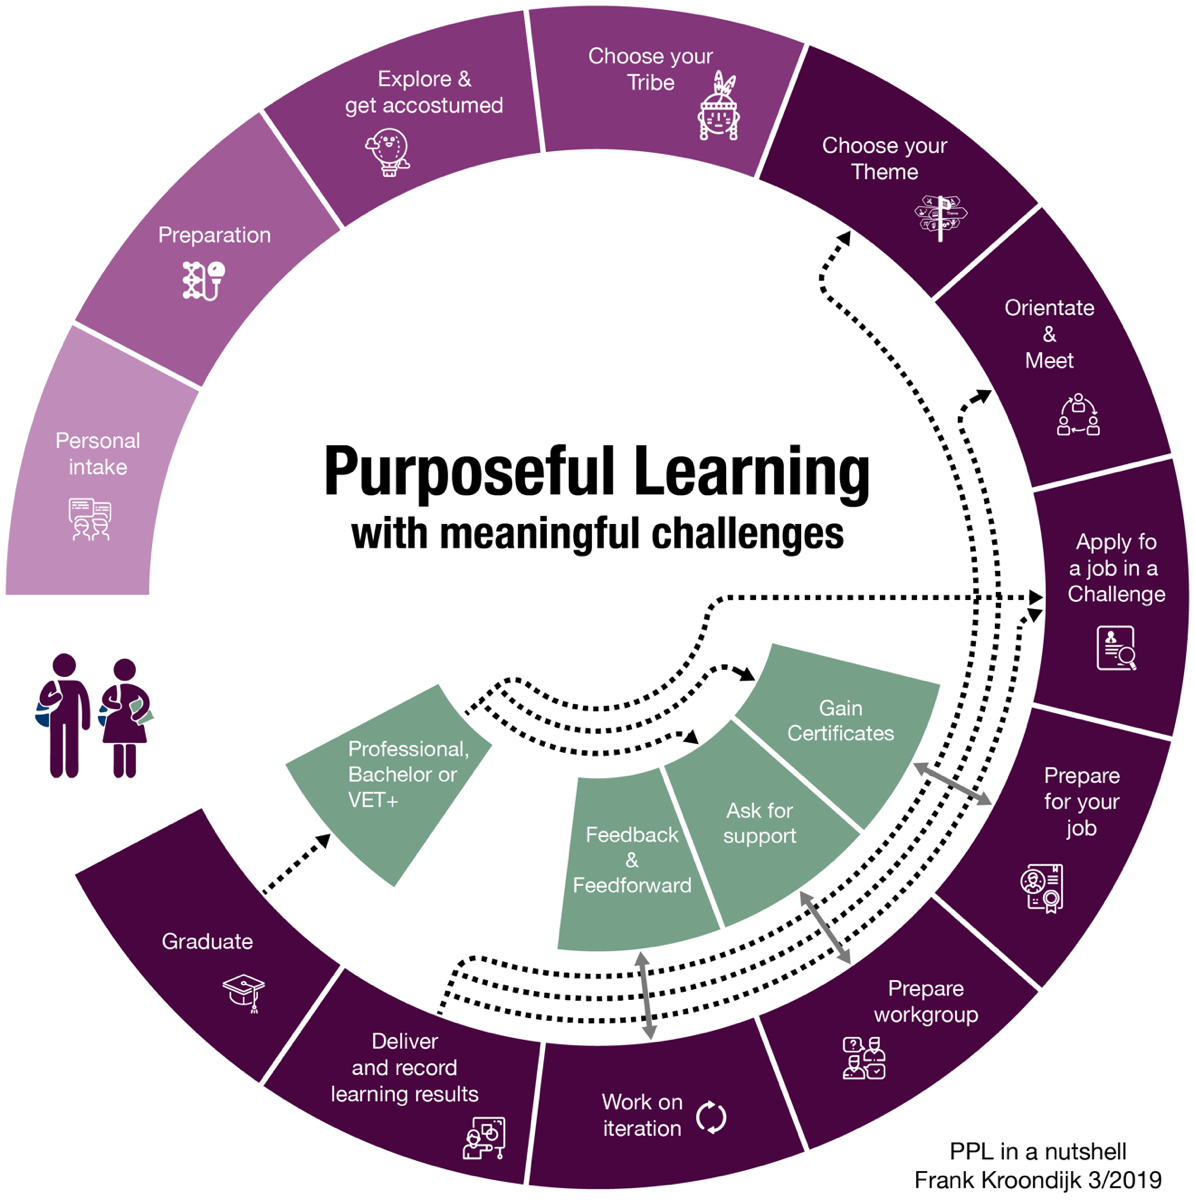 Personal
intake
Preparation
Explore &
get accostumed
Choose your
Tribe
Choose your
Theme
Orientate
&
Meet
Apply fo
a job in a
Challenge
Prepare
for your
job
Prepare
workgroup
Work on
iteration
Deliver
and record
learning results
Graduate
Professional,
Bachelor or
VET+
Feedback
&
Feedforward
Ask for
support
Gain
Certificates
Purposeful Learning
with meaningful challenges
PPL in a nutshell
Frank Kroondijk 3/2019